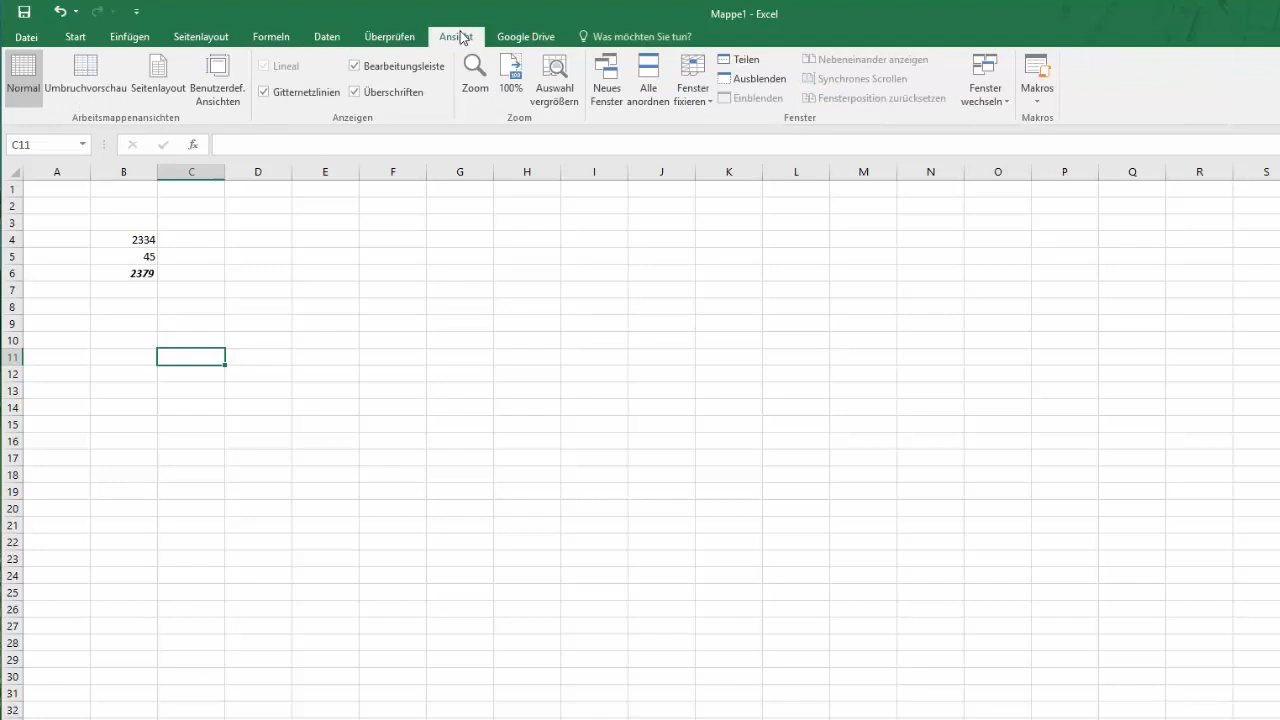 Mappe1 - Excel
Datei Start Einfügen Seitenlayout Formeln Daten Überprüfen Ansicht Google Drive Was möchten Sie tun?
Normal Umbruchvorschau Seitenlayout Benutzerdef. Ansichten
Arbeitsmappenansichten
Lineal Bearbeitungsleiste
Gitternetzlinien Überschriften
Anzeigen
Zoom 100% Auswahl vergrößern
Zoom
Neues Fenster Alle anordnen Fenster fixieren
Teilen Nebeneinander anzeigen
Ausblenden Synchrones Scrollen
Einblenden Fensterposition zurücksetzen
Fenster wechseln
Fenster
Makros
Makros
C11 fx
A B C D E F G H I J K L M N O P Q R S
1
2
3
4 2334
5 45
6 2379
7
8
9
10
11
12
13
14
15
16
17
18
19
20
21
22
23
24
25
26
27
28
29
30
31
32